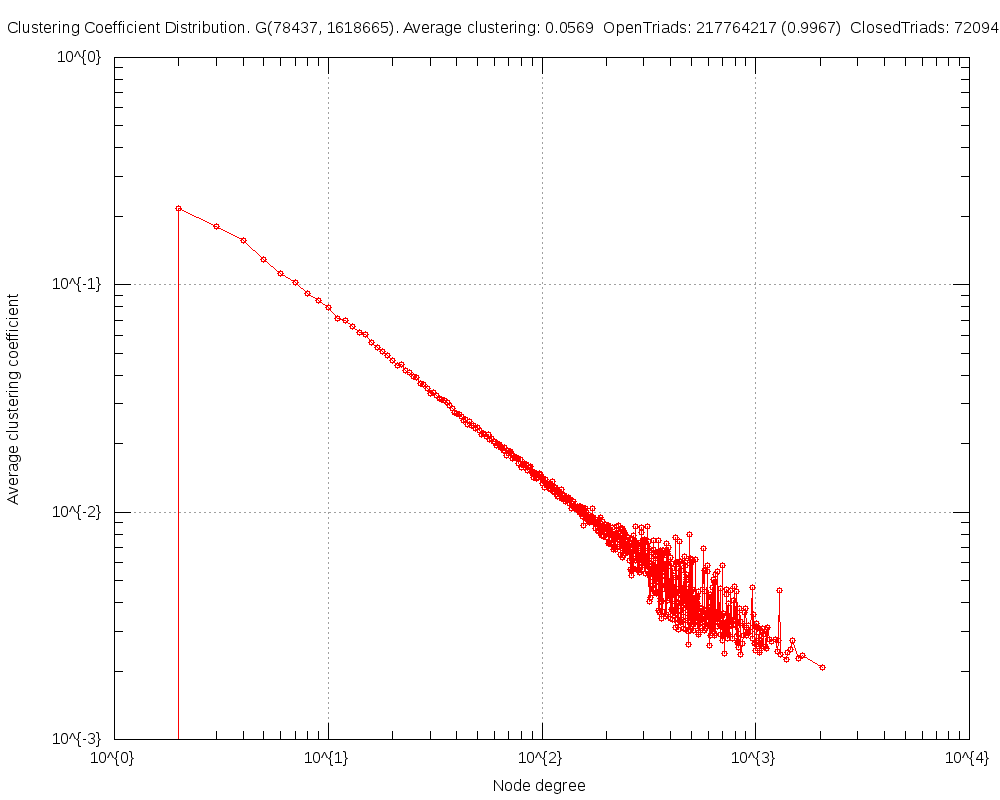 Clustering Coefficient Distribution. G(78437, 1618665). Average clustering: 0.0569  OpenTriads: 217764217 (0.9967)  ClosedTriads: 72094
10^{0}
10^{-1}
10^{-2}
10^{-3}
Average clustering coefficient
10^{0} 10^{1} 10^{2} 10^{3} 10^{4}
Node degree